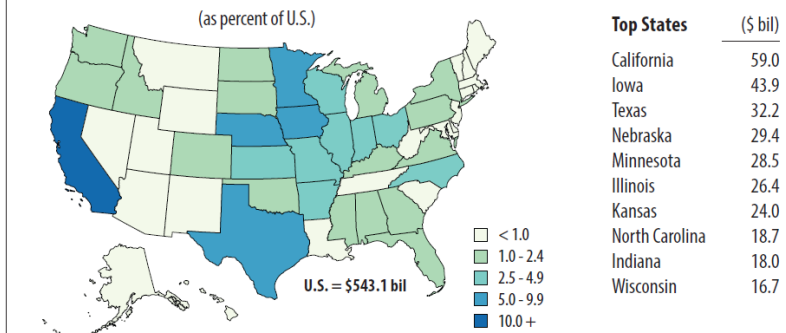 (as percent of U.S.)
< 1.0
1.0 - 2.4
2.5 - 4.9
5.0 - 9.9
10.0 +
U.S. = $543.1 bil
Top States ($ bil)
California 59.0
Iowa 43.9
Texas 32.2
Nebraska 29.4
Minnesota 28.5
Illinois 26.4
Kansas 24.0
North Carolina 18.7
Indiana 18.0
Wisconsin 16.7